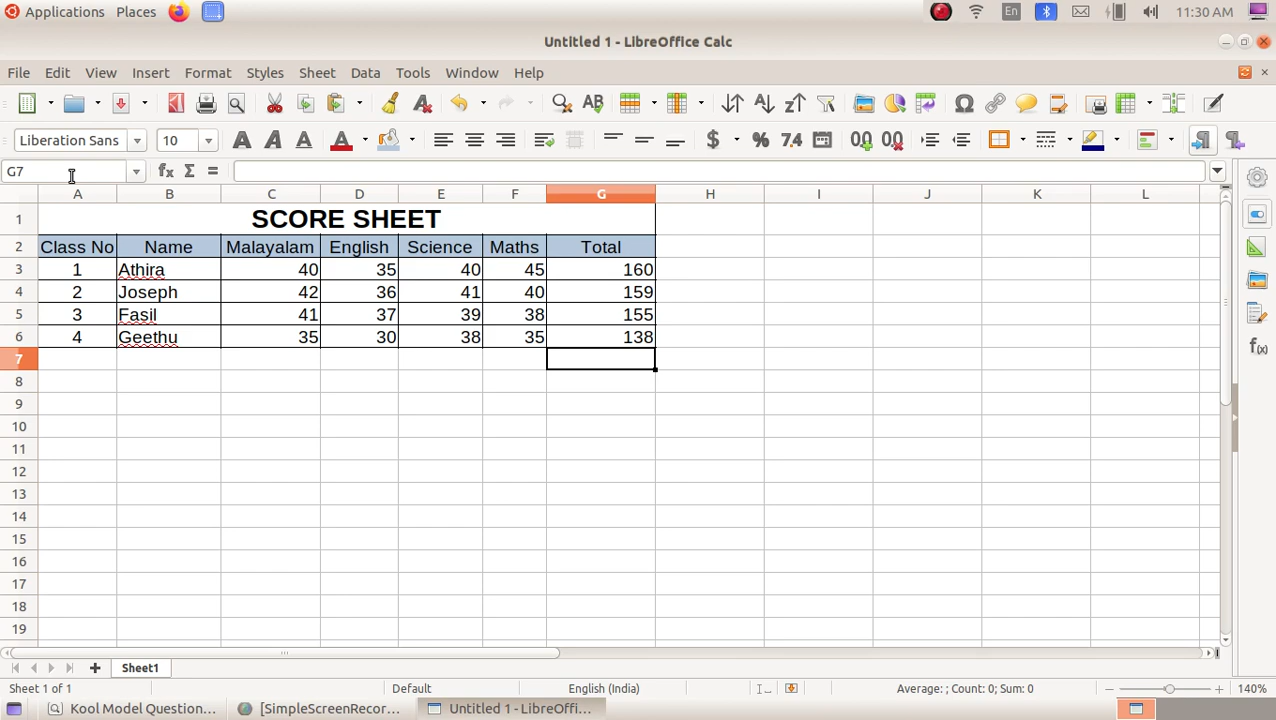 Applications Places En 11:30 AM
Untitled 1 - LibreOffice Calc
File Edit View Insert Format Styles Sheet Data Tools Window Help
Liberation Sans 10 A A A A $ % 7.4
G7 fx Σ =
A B C D E F G H I J K L
1 SCORE SHEET
2 Class No Name Malayalam English Science Maths Total
3 1 Athira 40 35 40 45 160
4 2 Joseph 42 36 41 40 159
5 3 Fasil 41 37 39 38 155
6 4 Geethu 35 30 38 35 138
7
8
9
10
11
12
13
14
15
16
17
18
19
Sheet1
Sheet 1 of 1 Default English (India) Average: ; Count: 0; Sum: 0 140%
Kool Model Question... [SimpleScreenRecor... Untitled 1 - LibreOffi...